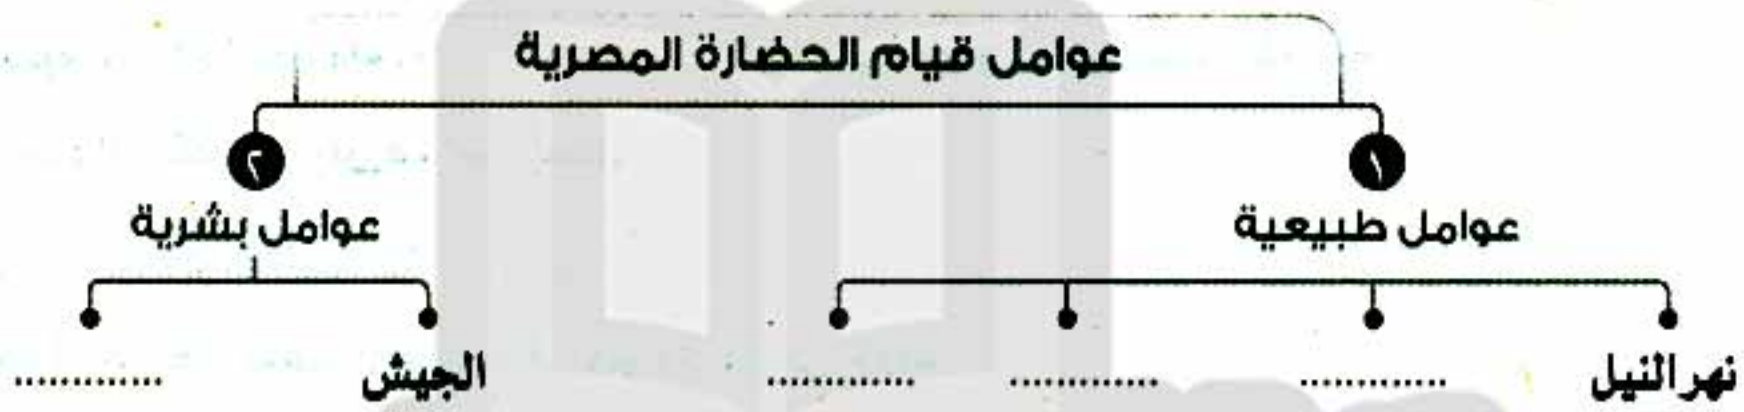 عوامل قيام الحضارة المصرية
١ ٢
عوامل طبيعية عوامل بشرية
نهر النيل ............ ............ ............ الجيش ............